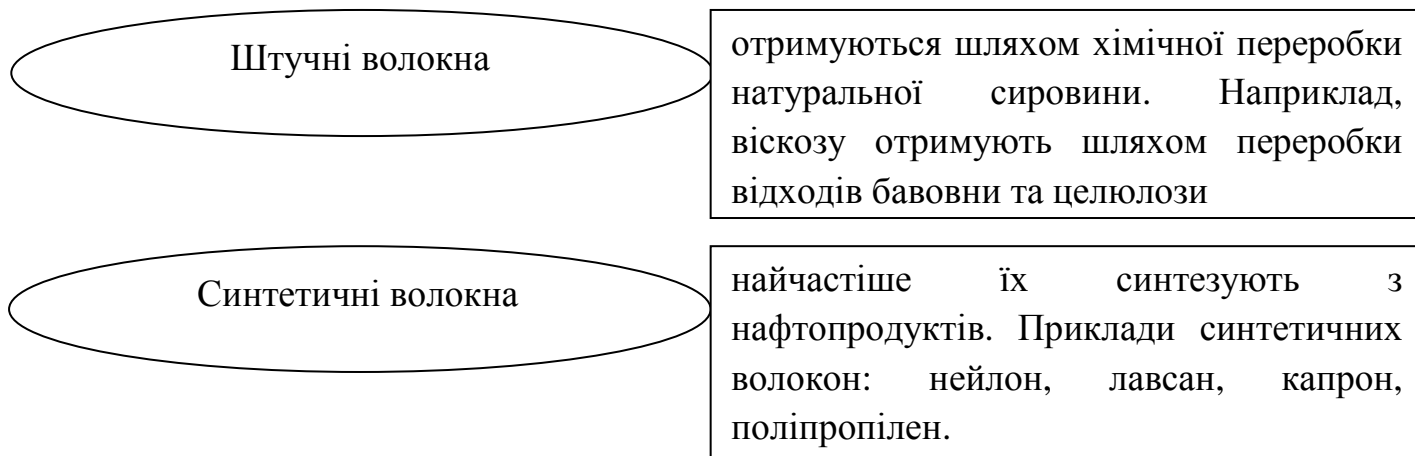 Штучні волокна
отримуються шляхом хімічної переробки
натуральної сировини. Наприклад,
віскозу отримують шляхом переробки
відходів бавовни та целюлози
Синтетичні волокна
найчастіше їх синтезують з
нафтопродуктів. Приклади синтетичних
волокон: нейлон, лавсан, капрон,
поліпропілен.